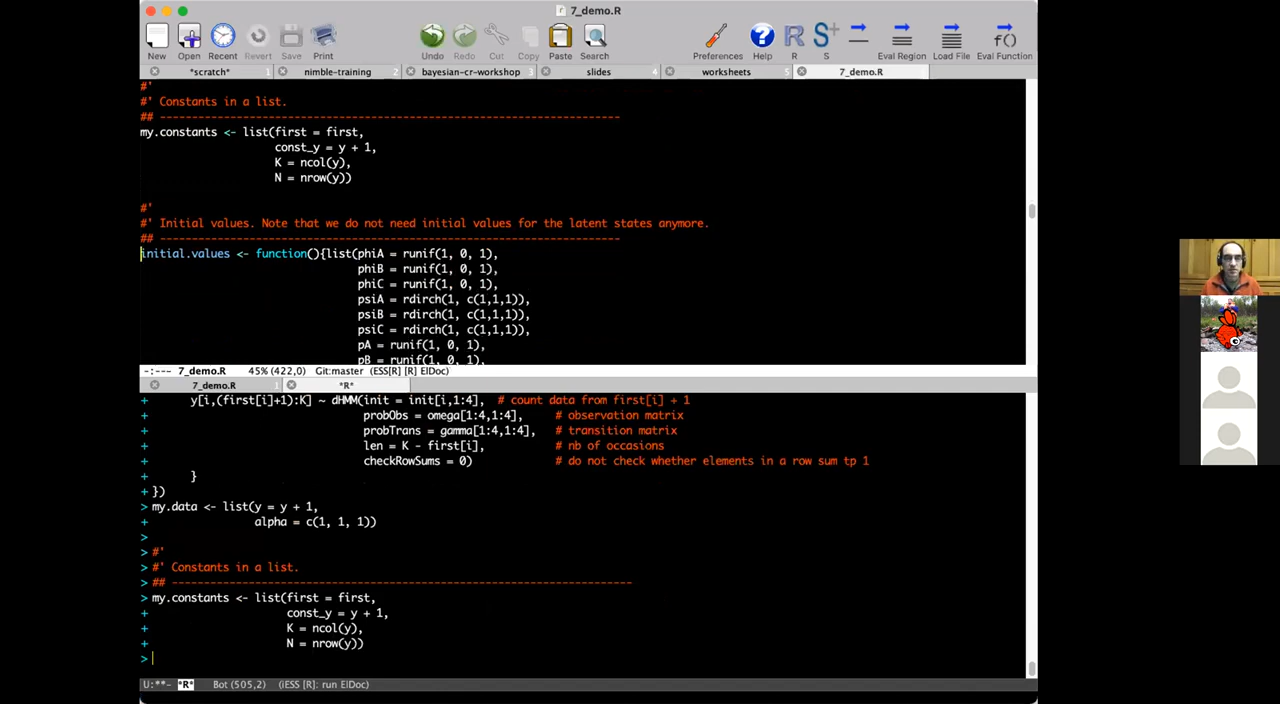 7_demo.R
New Open Recent Revert Save Print Undo Redo Cut Copy Paste Search Preferences Help R S Eval Region Load File Eval Function
*scratch* 1 nimble-training 2 bayesian-cr-workshop 3 slides 4 worksheets 5 7_demo.R
#'
#' Constants in a list.
## -------------------------------------------------------------------------
my.constants <- list(first = first,
const_y = y + 1,
K = ncol(y),
N = nrow(y))
#'
#' Initial values. Note that we do not need initial values for the latent states anymore.
## -------------------------------------------------------------------------
initial.values <- function(){list(phiA = runif(1, 0, 1),
phiB = runif(1, 0, 1),
phiC = runif(1, 0, 1),
psiA = rdirch(1, c(1,1,1)),
psiB = rdirch(1, c(1,1,1)),
psiC = rdirch(1, c(1,1,1)),
pA = runif(1, 0, 1),
pB = runif(1, 0, 1),
-:--- 7_demo.R 45% (422,0) Git:master (ESS[R] [R] ElDoc)
7_demo.R 1 *R*
+ y[i,(first[i]+1):K] ~ dHMM(init = init[i,1:4], # count data from first[i] + 1
+ probObs = omega[1:4,1:4], # observation matrix
+ probTrans = gamma[1:4,1:4], # transition matrix
+ len = K - first[i], # nb of occasions
+ checkRowSums = 0) # do not check whether elements in a row sum tp 1
+ }
+ })
> my.data <- list(y = y + 1,
+ alpha = c(1, 1, 1))
>
> #'
> #' Constants in a list.
> ## -------------------------------------------------------------------------
> my.constants <- list(first = first,
+ const_y = y + 1,
+ K = ncol(y),
+ N = nrow(y))
>
U:**- *R* Bot (505,2) (iESS [R]: run ElDoc)